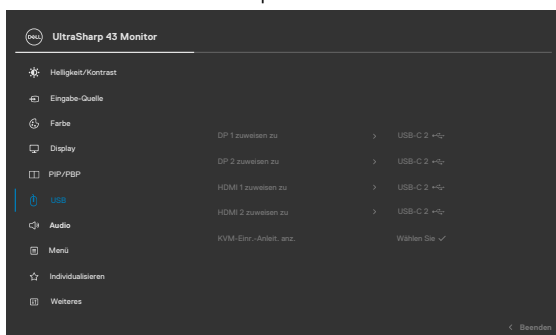 DELL UltraSharp 43 Monitor
Helligkeit/Kontrast
Eingabe-Quelle
Farbe
Display
PIP/PBP
USB
Audio
Menü
Individualisieren
Weiteres
DP 1 zuweisen zu > USB-C 2
DP 2 zuweisen zu > USB-C 2
HDMI 1 zuweisen zu > USB-C 2
HDMI 2 zuweisen zu > USB-C 2
KVM-Einr.-Anleit. anz. Wählen Sie ✓
< Beenden